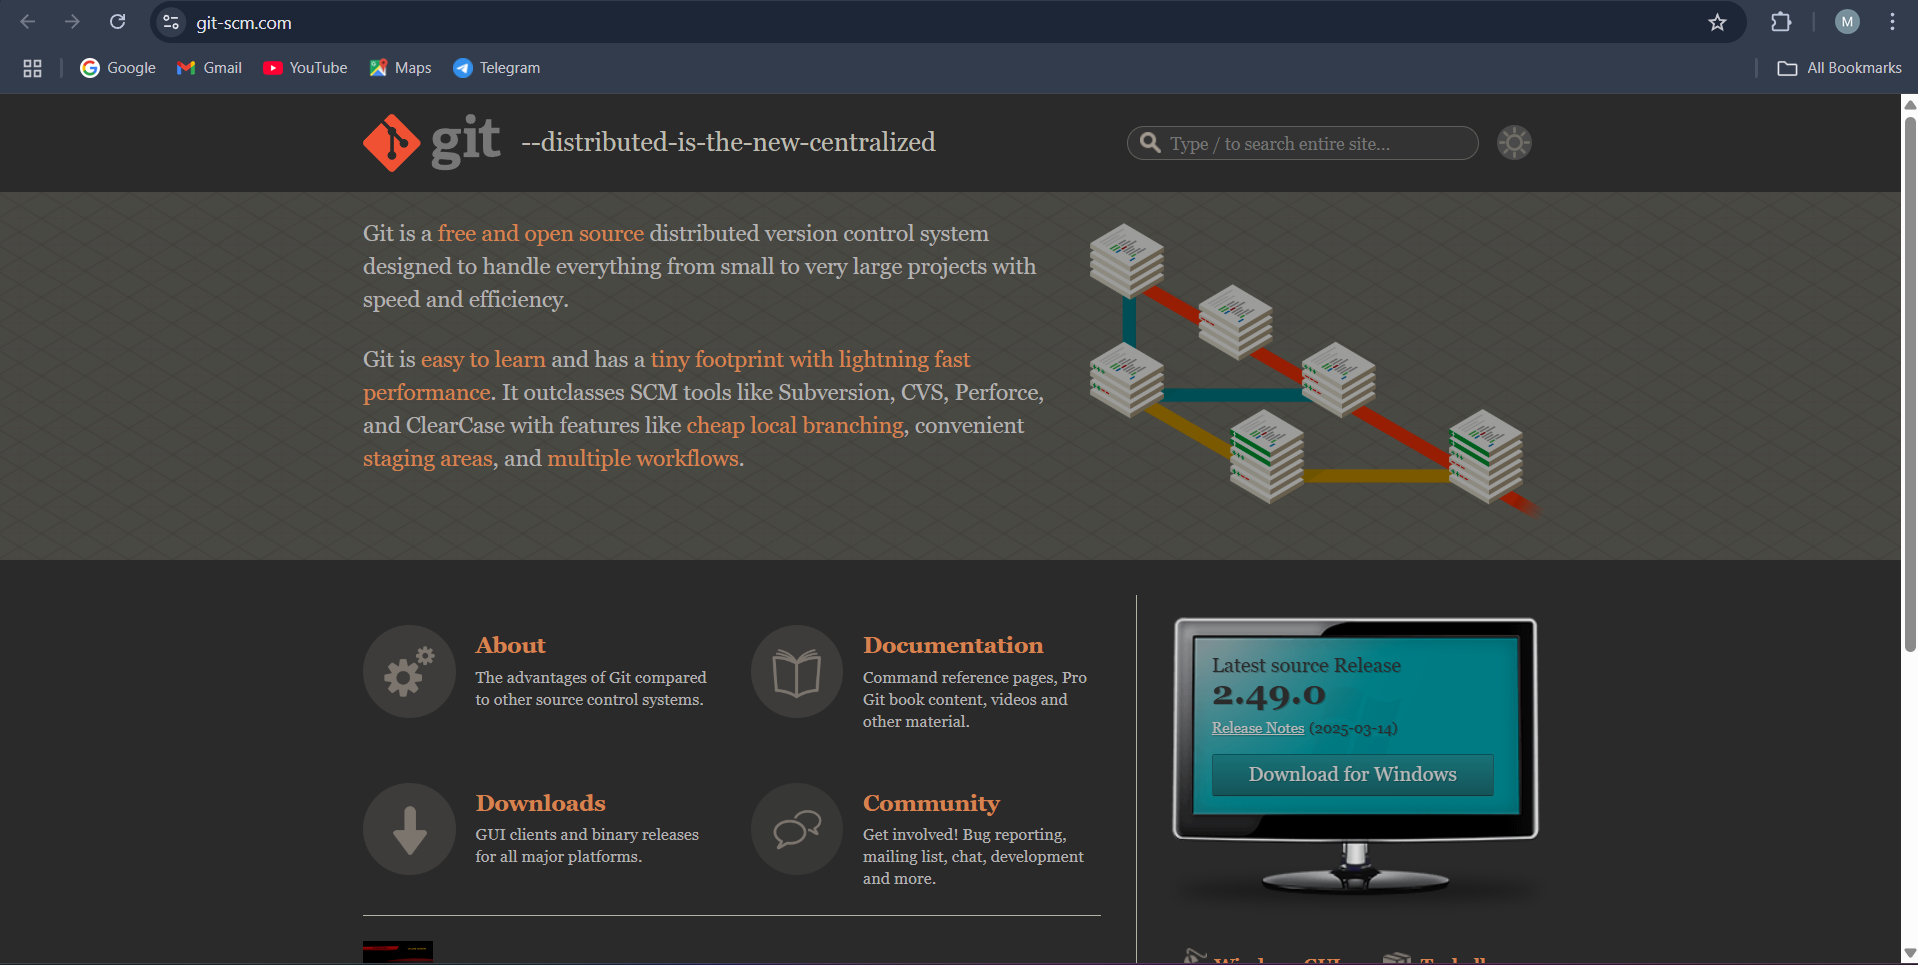 git-scm.com
M
Google
Gmail
YouTube
Maps
Telegram
All Bookmarks
git
--distributed-is-the-new-centralized
Type / to search entire site...
Git is a free and open source distributed version control system
designed to handle everything from small to very large projects with
speed and efficiency.
Git is easy to learn and has a tiny footprint with lightning fast
performance. It outclasses SCM tools like Subversion, CVS, Perforce,
and ClearCase with features like cheap local branching, convenient
staging areas, and multiple workflows.
About
The advantages of Git compared
to other source control systems.
Documentation
Command reference pages, Pro
Git book content, videos and
other material.
Downloads
GUI clients and binary releases
for all major platforms.
Community
Get involved! Bug reporting,
mailing list, chat, development
and more.
Latest source Release
2.49.0
Release Notes (2025-03-14)
Download for Windows